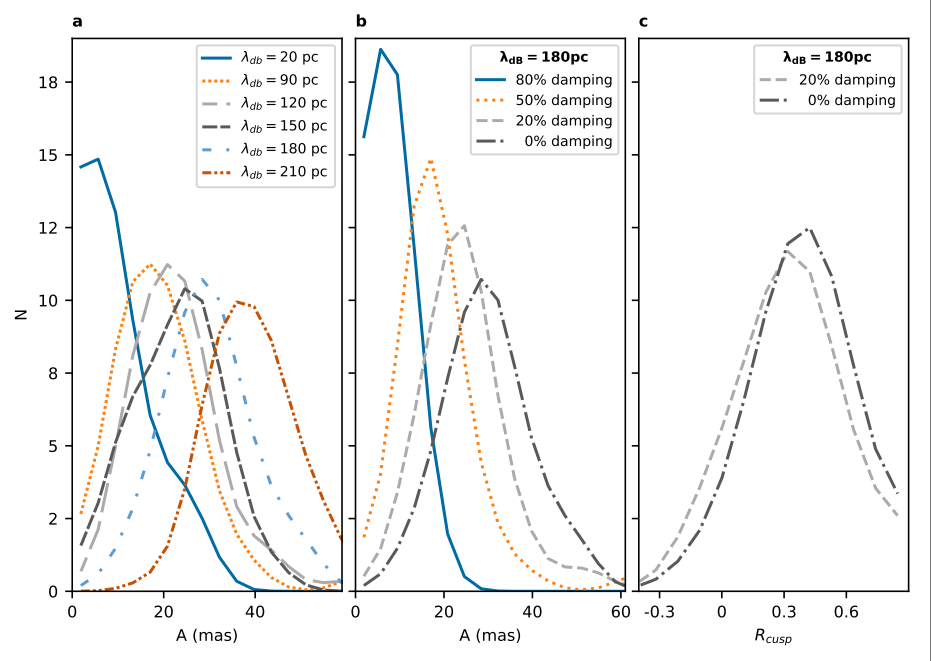 a
b
c
λdb = 20 pc
λdb = 90 pc
λdb = 120 pc
λdb = 150 pc
λdb = 180 pc
λdb = 210 pc
λdB = 180pc
80% damping
50% damping
20% damping
0% damping
λdB = 180pc
20% damping
0% damping
N
18
15
12
10
8
5
2
0
0 20 40
0 20 40 60
-0.3 0 0.3 0.6
A (mas)
A (mas)
Rcusp